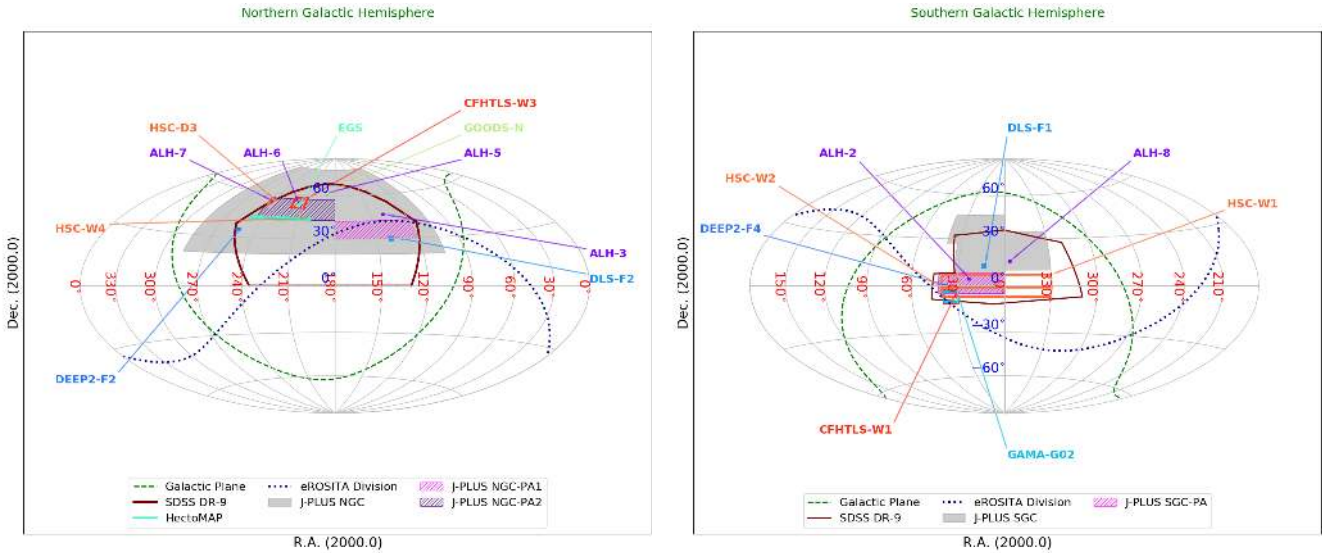 Northern Galactic Hemisphere
CFHTLS-W3
HSC-D3
EGS
GOODS-N
ALH-7
ALH-6
ALH-5
60°
HSC-W4
30°
ALH-3
DLS-F2
0°
0° 330° 300° 270° 240° 210° 180° 150° 120° 90° 60° 30° 0°
DEEP2-F2
Dec. (2000.0)
Galactic Plane
SDSS DR-9
HectoMAP
eROSITA Division
J-PLUS NGC
J-PLUS NGC-PA1
J-PLUS NGC-PA2
R.A. (2000.0)
Southern Galactic Hemisphere
DLS-F1
ALH-2
ALH-8
HSC-W2
60°
HSC-W1
DEEP2-F4
30°
0°
150° 120° 90° 60° 330° 300° 270° 240° 210°
−30°
−60°
CFHTLS-W1
GAMA-G02
Dec. (2000.0)
Galactic Plane
SDSS DR-9
eROSITA Division
J-PLUS SGC
J-PLUS SGC-PA
R.A. (2000.0)